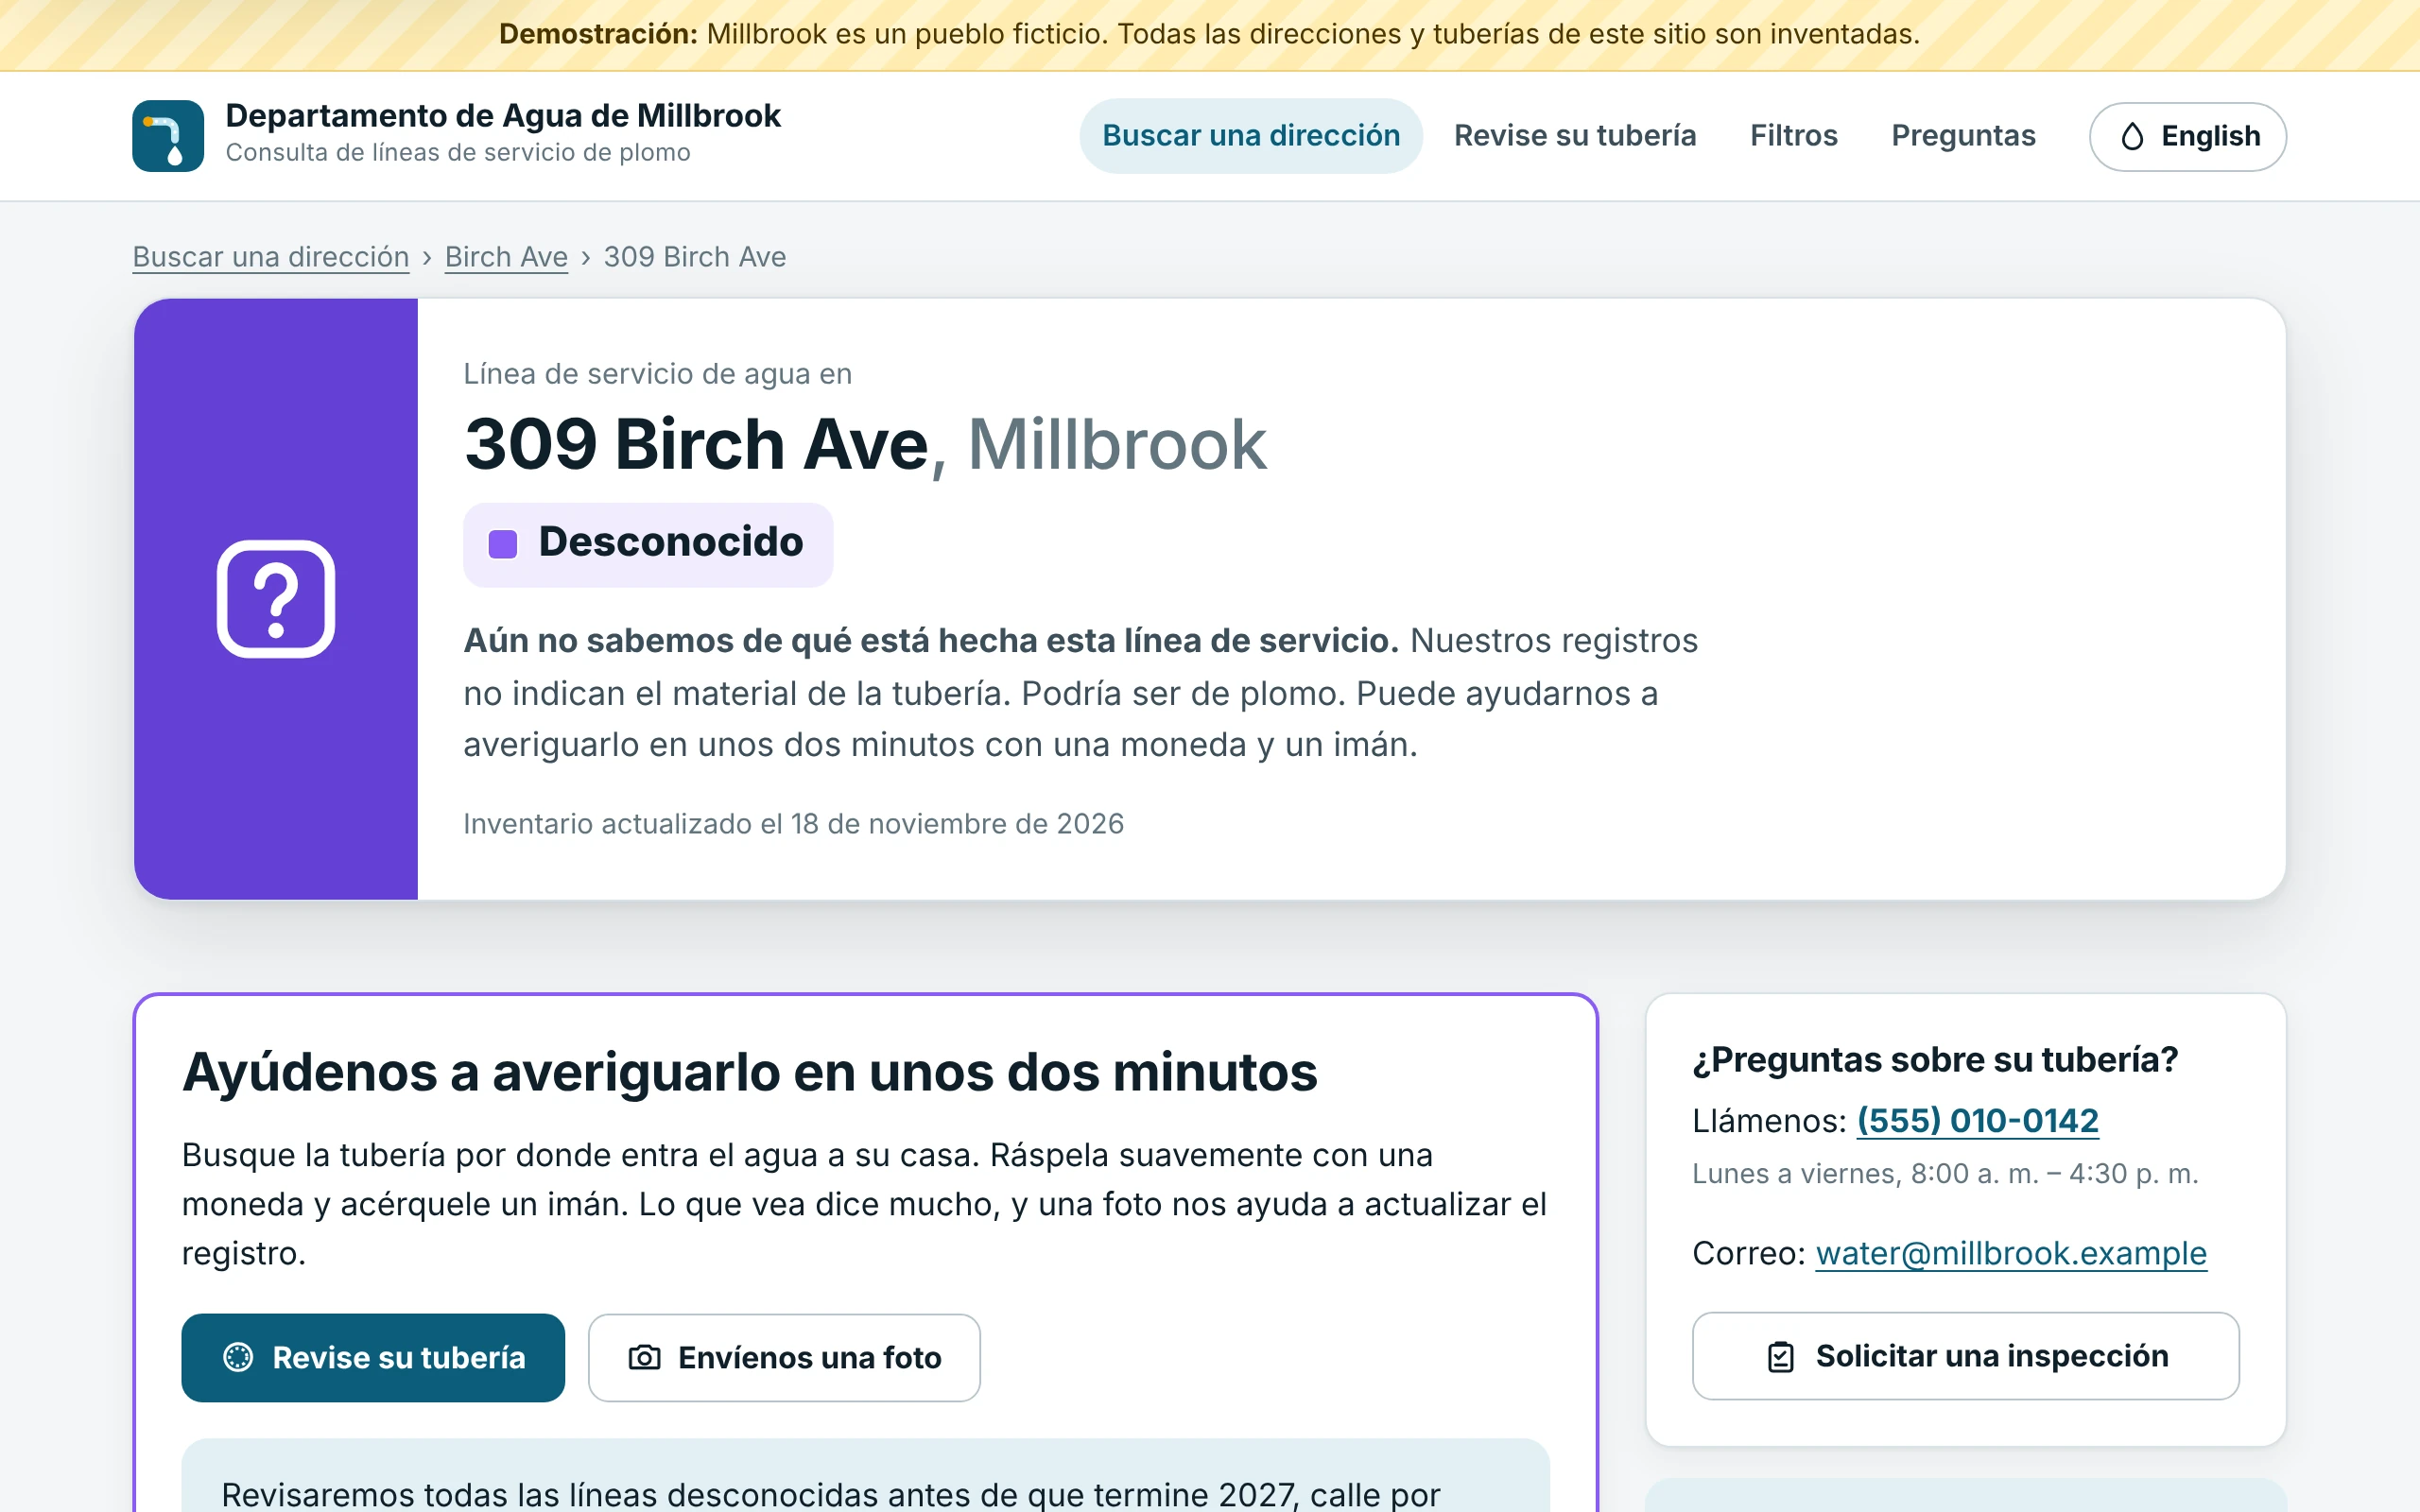 Demostración: Millbrook es un pueblo ficticio. Todas las direcciones y tuberías de este sitio son inventadas.
Departamento de Agua de Millbrook
Consulta de líneas de servicio de plomo
Buscar una dirección
Revise su tubería
Filtros
Preguntas
English
Buscar una dirección › Birch Ave › 309 Birch Ave
Línea de servicio de agua en
309 Birch Ave, Millbrook
Desconocido
Aún no sabemos de qué está hecha esta línea de servicio. Nuestros registros
no indican el material de la tubería. Podría ser de plomo. Puede ayudarnos a
averiguarlo en unos dos minutos con una moneda y un imán.
Inventario actualizado el 18 de noviembre de 2026
Ayúdenos a averiguarlo en unos dos minutos
Busque la tubería por donde entra el agua a su casa. Ráspela suavemente con una
moneda y acérquele un imán. Lo que vea dice mucho, y una foto nos ayuda a actualizar el
registro.
Revise su tubería
Envíenos una foto
Revisaremos todas las líneas desconocidas antes de que termine 2027, calle por
¿Preguntas sobre su tubería?
Llámenos: (555) 010-0142
Lunes a viernes, 8:00 a. m. – 4:30 p. m.
Correo: water@millbrook.example
Solicitar una inspección